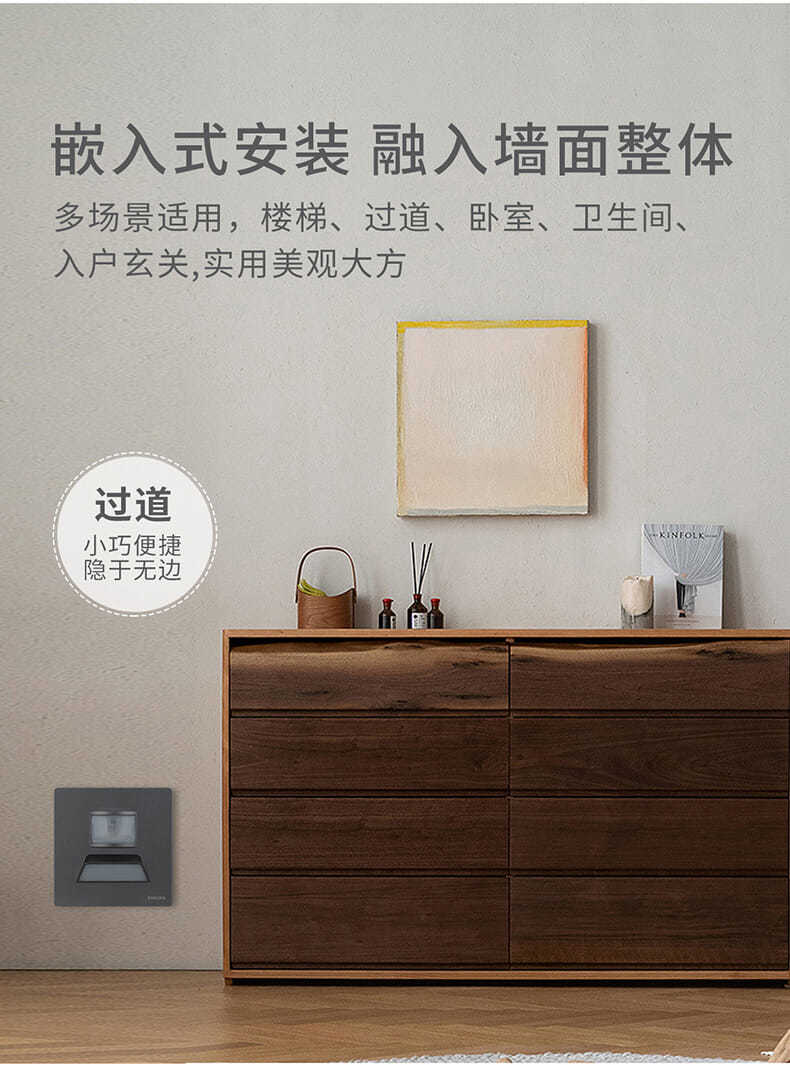 嵌入式安装 融入墙面整体
多场景适用，楼梯、过道、卧室、卫生间、
入户玄关,实用美观大方
过道
小巧便捷
隐于无边
KINFOLK